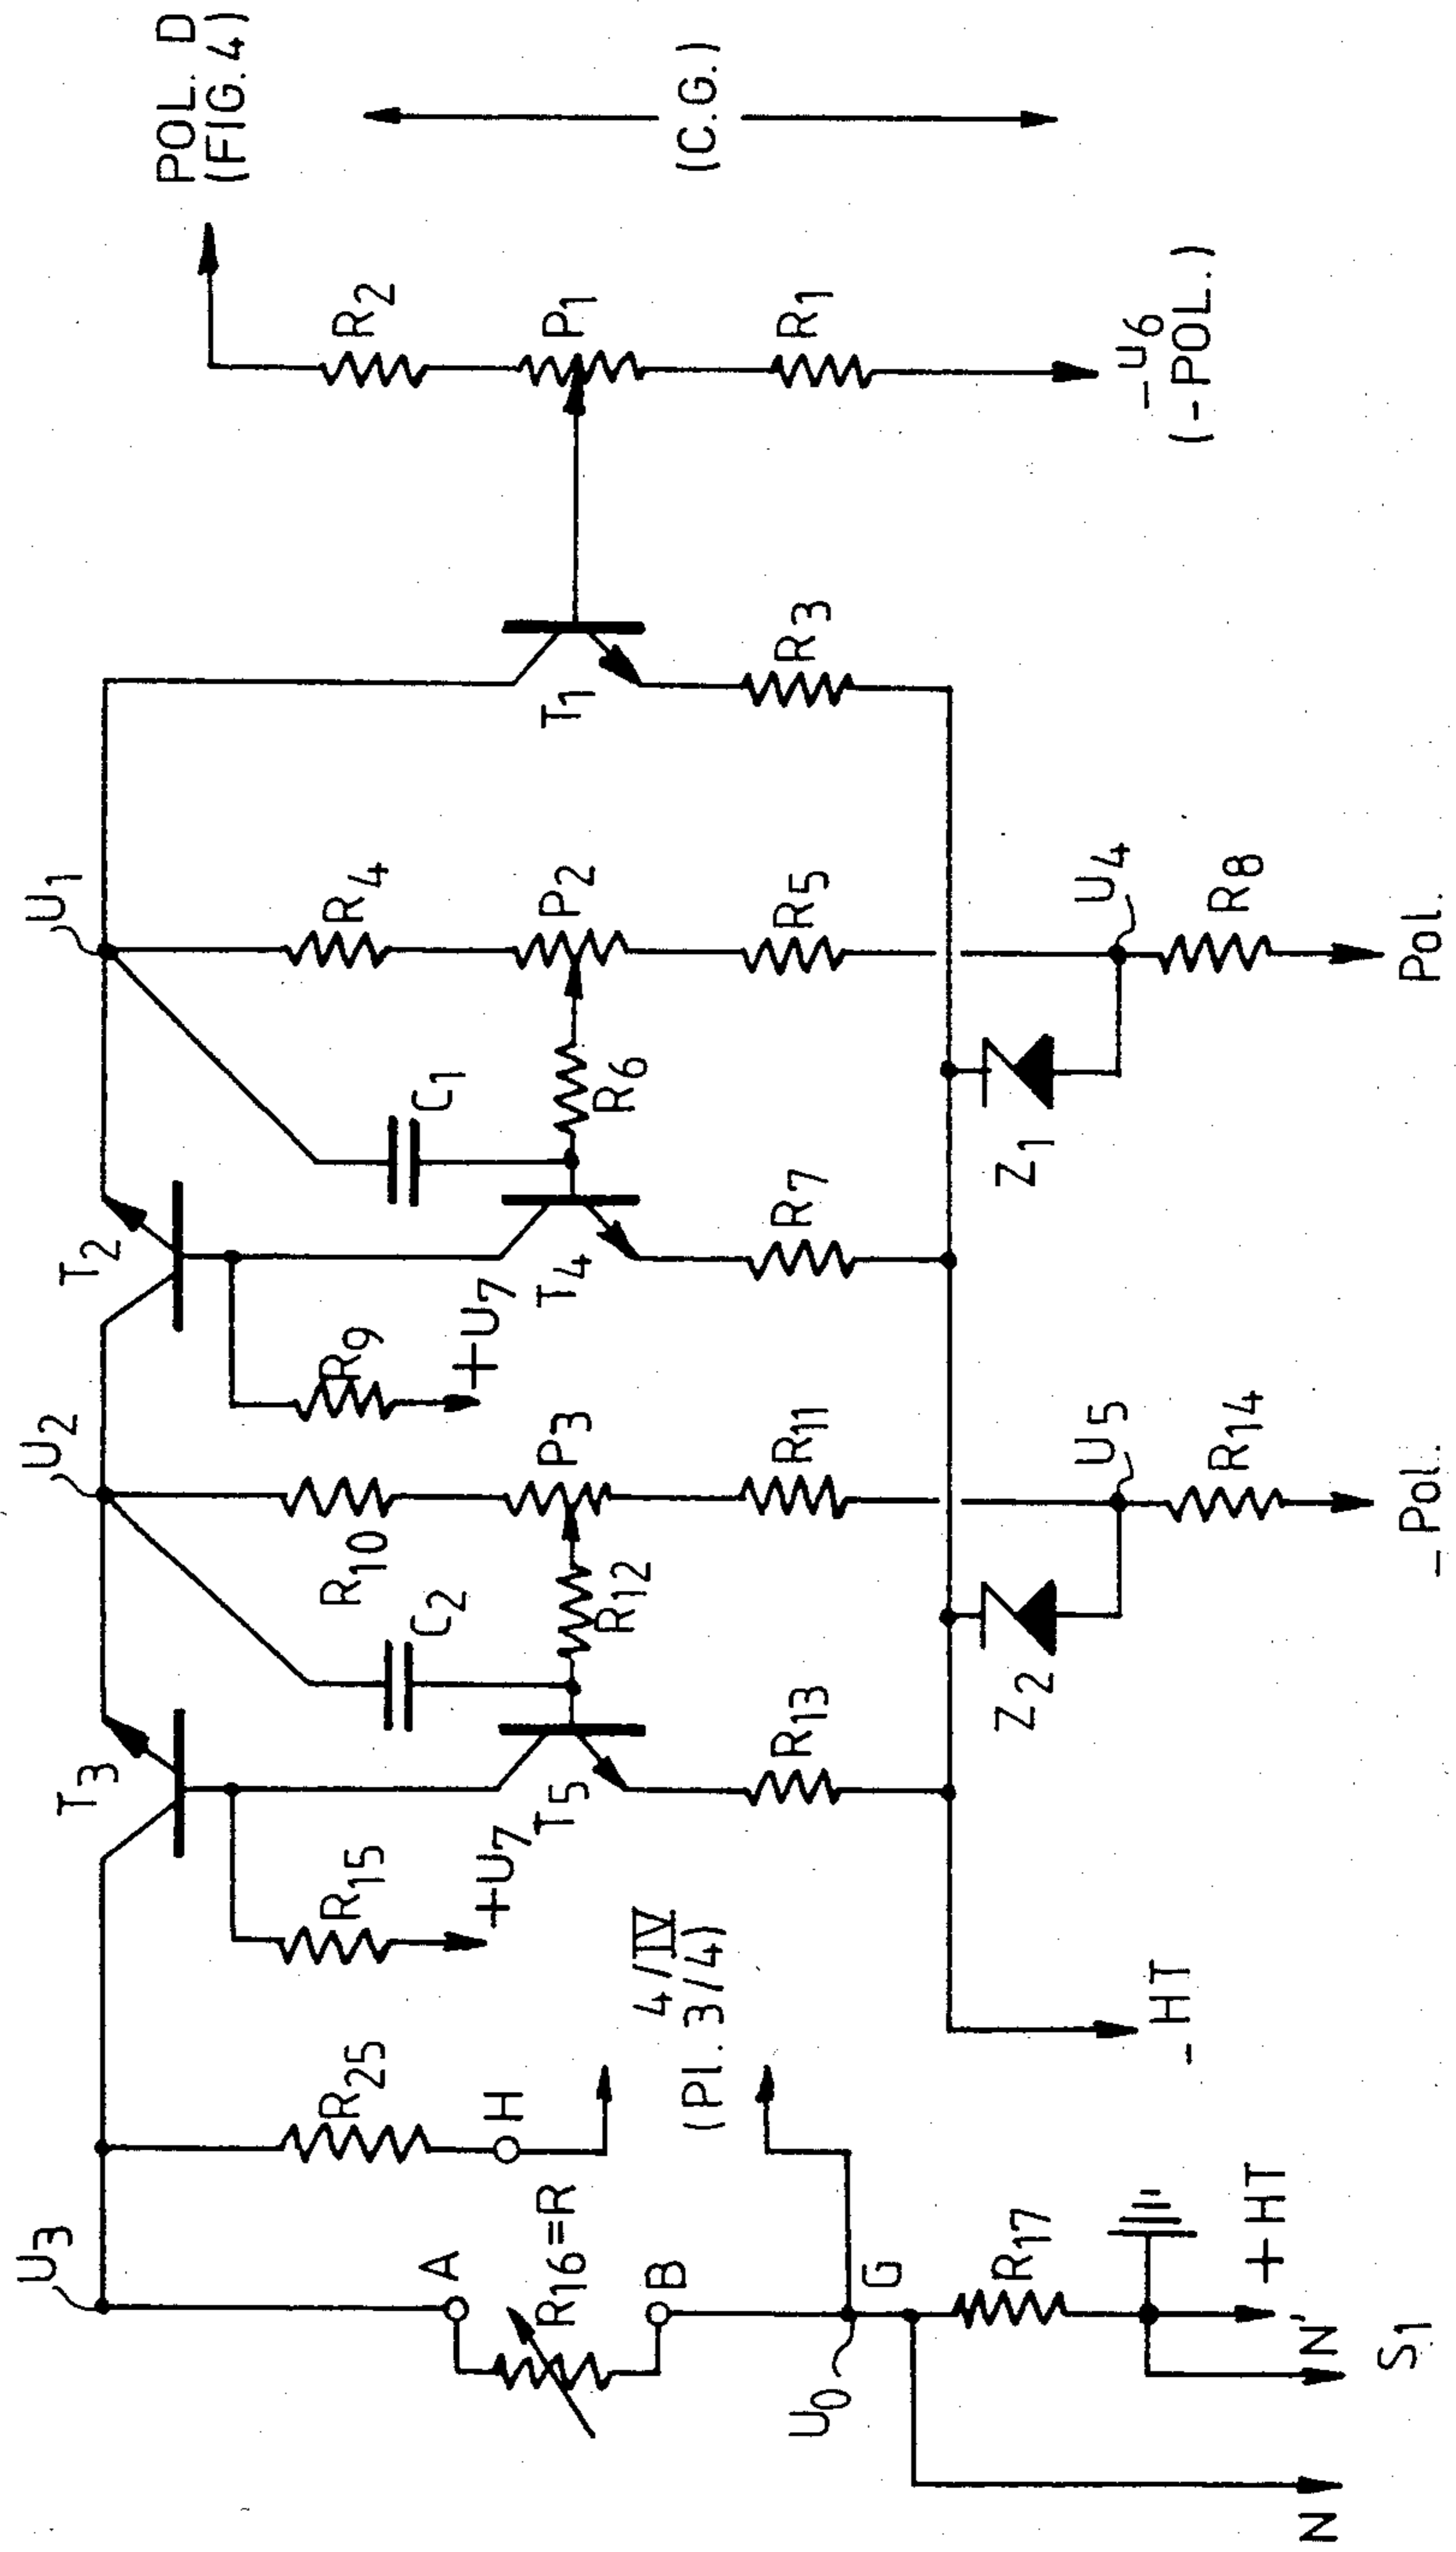 U3
U2
U1
POL. D
(FIG. 4)
T3
T2
R25
R15
R10
R9
R4
R2
C2
C1
A
H
+U7
+U7
R16=R
T5
P3
T4
P2
T1
P1
R12
R6
B
4/IV
(Pl. 3/4)
(C.G.)
U0
G
R13
R11
R7
R5
R3
R1
R17
Z2
U5
Z1
U4
-HT
-u6
(-POL.)
R14
R8
+HT
N
N'
S1
-Pol.
Pol.